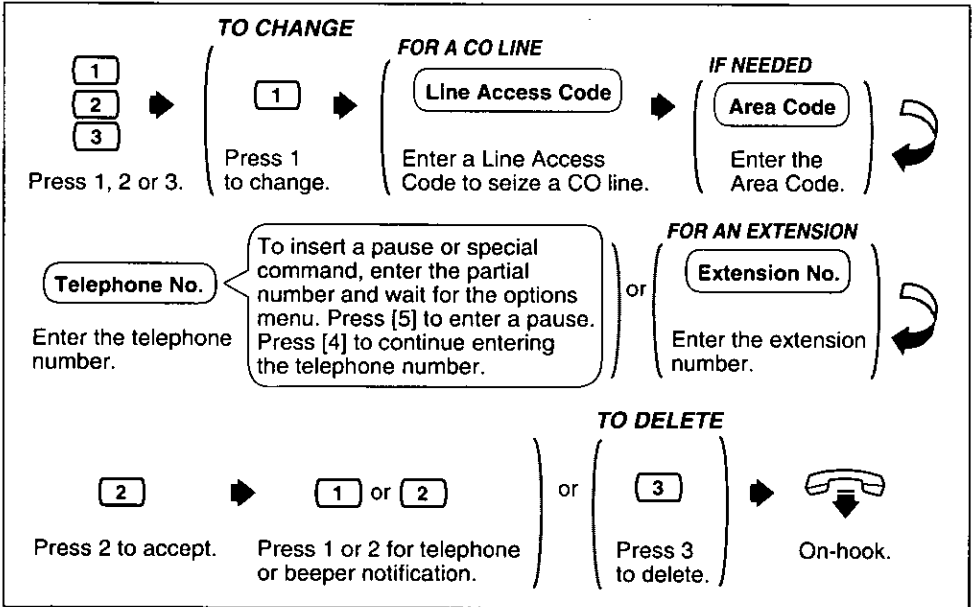 TO CHANGE
FOR A CO LINE
IF NEEDED
1
2
3
1
Line Access Code
Area Code
Press 1, 2 or 3.
Press 1
to change.
Enter a Line Access
Code to seize a CO line.
Enter the
Area Code.
Telephone No.
Enter the telephone
number.
To insert a pause or special
command, enter the partial
number and wait for the options
menu. Press [5] to enter a pause.
Press [4] to continue entering
the telephone number.
or
FOR AN EXTENSION
Extension No.
Enter the extension
number.
2
Press 2 to accept.
1 or 2
Press 1 or 2 for telephone
or beeper notification.
or
TO DELETE
3
Press 3
to delete.
On-hook.